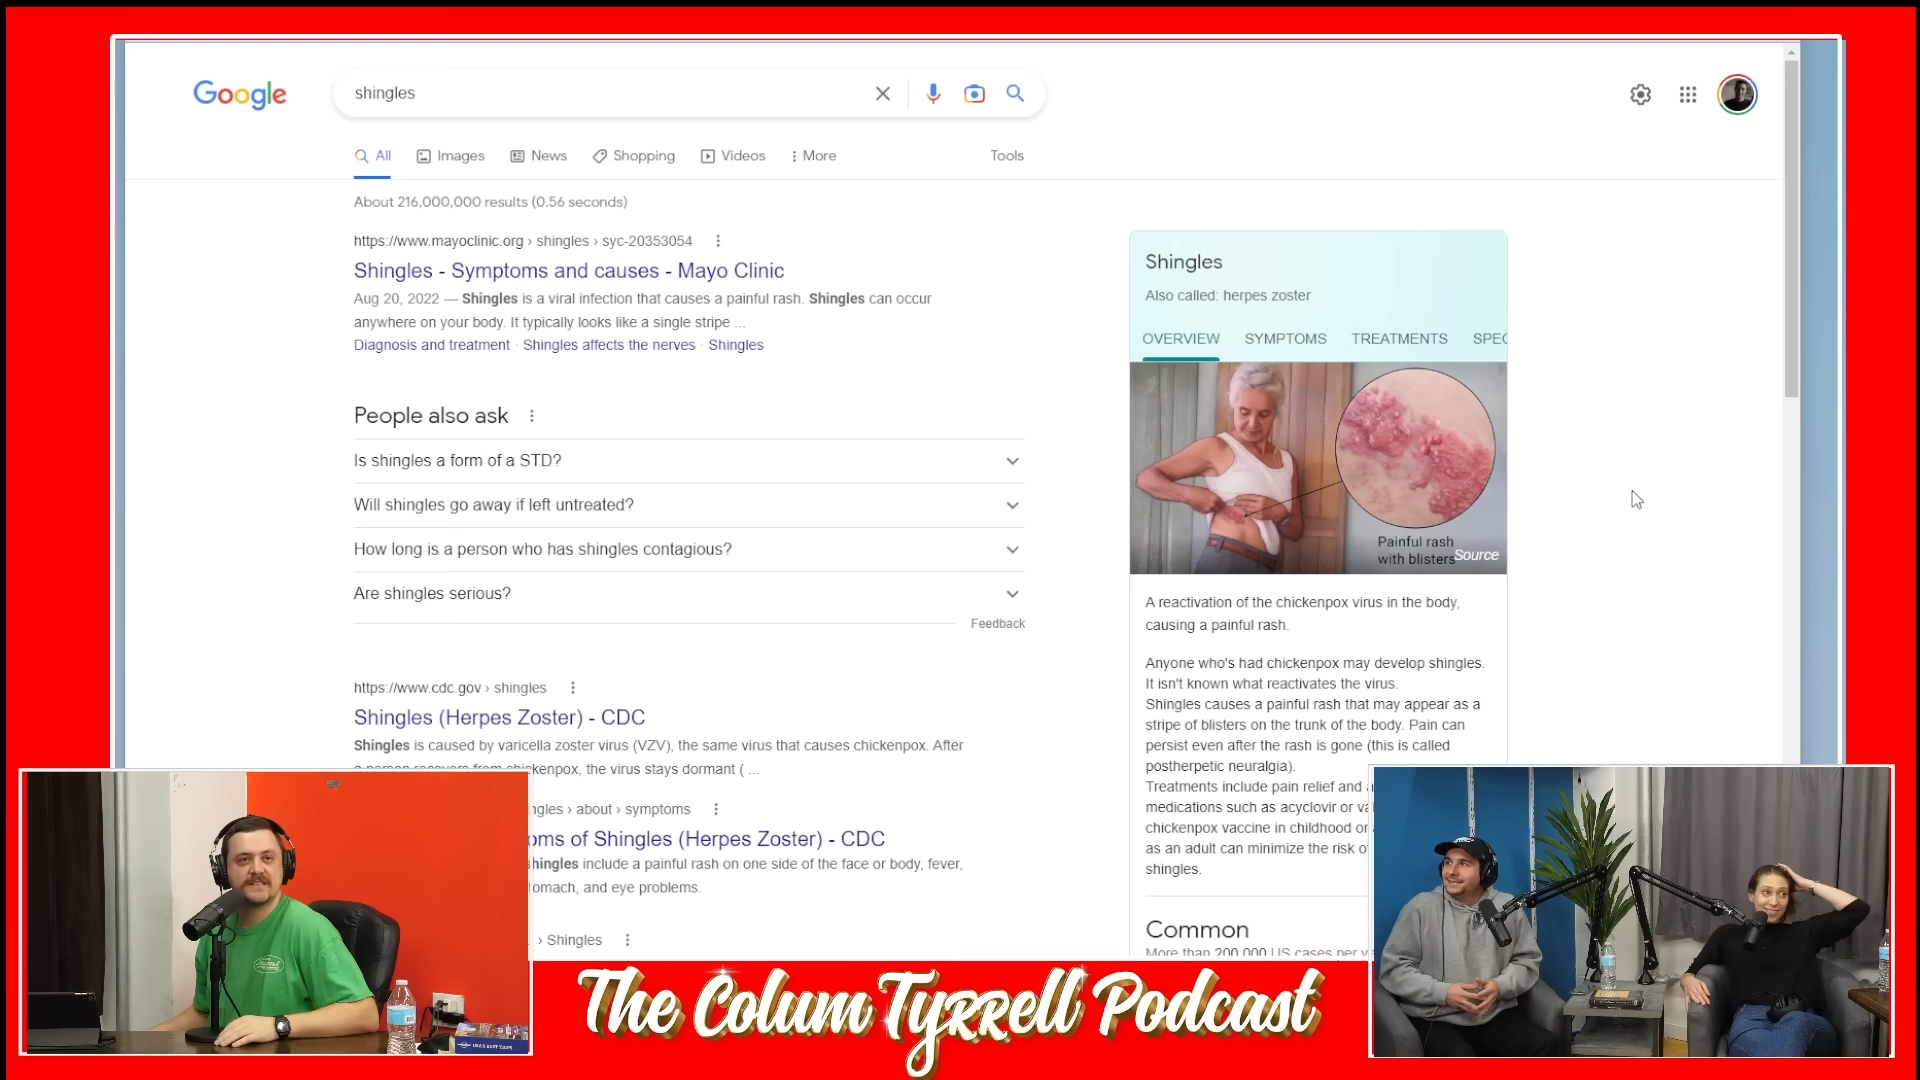 Google
shingles
All
Images
News
Shopping
Videos
More
Tools
About 216,000,000 results (0.56 seconds)
https://www.mayoclinic.org › shingles › syc-20353054
Shingles - Symptoms and causes - Mayo Clinic
Aug 20, 2022 — Shingles is a viral infection that causes a painful rash. Shingles can occur
anywhere on your body. It typically looks like a single stripe ...
Diagnosis and treatment · Shingles affects the nerves · Shingles
People also ask
Is shingles a form of a STD?
Will shingles go away if left untreated?
How long is a person who has shingles contagious?
Are shingles serious?
Feedback
https://www.cdc.gov › shingles
Shingles (Herpes Zoster) - CDC
Shingles is caused by varicella zoster virus (VZV), the same virus that causes chickenpox. After
a person recovers from chickenpox, the virus stays dormant ( ...
› about › symptoms
of Shingles (Herpes Zoster) - CDC
include a painful rash on one side of the face or body, fever,
and eye problems.
› Shingles
Shingles
Also called: herpes zoster
OVERVIEW
SYMPTOMS
TREATMENTS
SPEC
Painful rash
with blisters
Source
A reactivation of the chickenpox virus in the body,
causing a painful rash.
Anyone who's had chickenpox may develop shingles.
It isn't known what reactivates the virus.
Shingles causes a painful rash that may appear as a
stripe of blisters on the trunk of the body. Pain can
persist even after the rash is gone (this is called
postherpetic neuralgia).
Treatments include pain relief and
medications such as acyclovir or
chickenpox vaccine in childhood or
as an adult can minimize the risk
shingles.
Common
More than 200,000 US cases per
The Colum Tyrrell Podcast